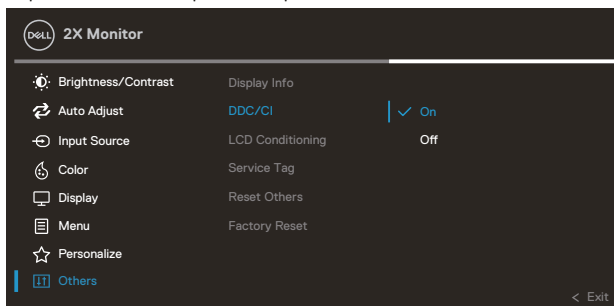 DELL 2X Monitor
Brightness/Contrast Display Info
Auto Adjust DDC/CI On
Input Source LCD Conditioning Off
Color Service Tag
Display Reset Others
Menu Factory Reset
Personalize
Others
< Exit